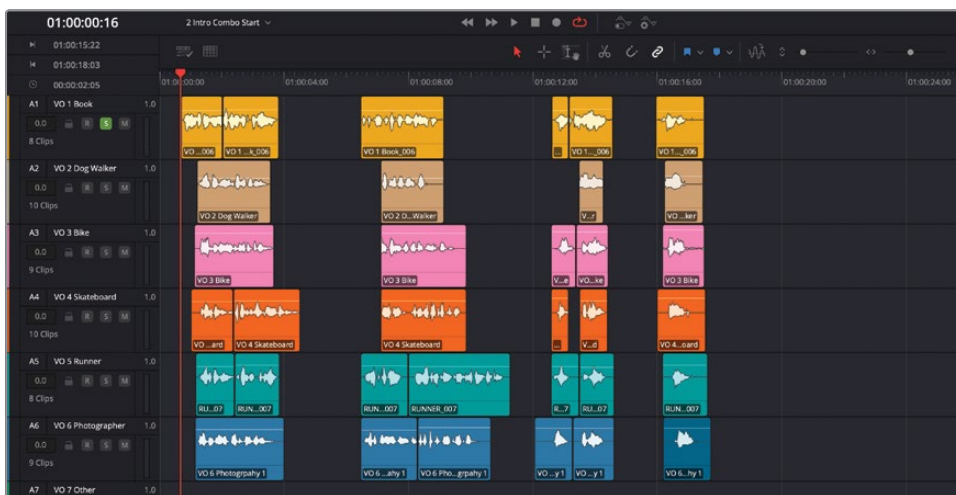 01:00:00:16
2 Intro Combo Start
01:00:15:22
01:00:18:03
00:00:02:05
01:00:00:00 01:00:04:00 01:00:08:00 01:00:12:00 01:00:16:00 01:00:20:00 01:00:24:00
A1 VO 1 Book 1.0
0.0 R S M
8 Clips
VO ...006 VO 1 ...k_006 VO 1 Book_006 ... VO 1..._006 VO 1..._006
A2 VO 2 Dog Walker 1.0
0.0 R S M
10 Clips
VO 2 Dog Walker VO 2 D...Walker V...r VO ...ker
A3 VO 3 Bike 1.0
0.0 R S M
9 Clips
VO 3 Bike VO 3 Bike V...e VO...ke VO 3 Bike
A4 VO 4 Skateboard 1.0
0.0 R S M
10 Clips
VO ...ard VO 4 Skateboard VO 4 Skateboard ... V...d VO 4...oard
A5 VO 5 Runner 1.0
0.0 R S M
8 Clips
RU...07 RUN...007 RUN...007 RUNNER_007 R...7 RU...07 RUN...007
A6 VO 6 Photographer 1.0
0.0 R S M
9 Clips
VO 6 Photogrpahy 1 VO 6 ...ahy 1 VO 6 Pho...grpahy 1 VO ...y 1 VO ...y 1 VO 6...hy 1
A7 VO 7 Other 1.0